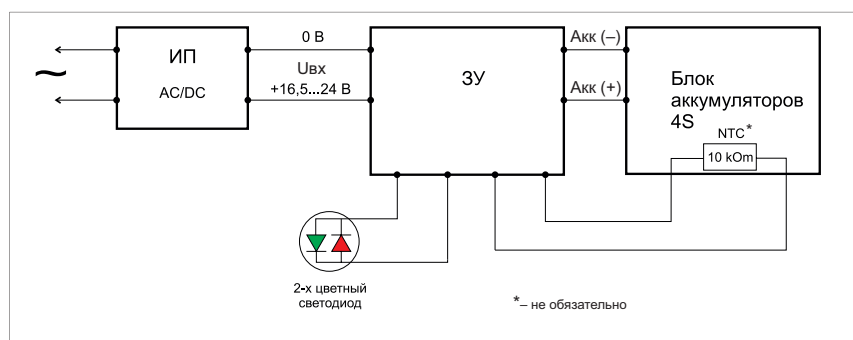 ~
ИП
AC/DC
0 В
Uвх
+16,5...24 В
ЗУ
Акк (–)
Акк (+)
Блок
аккумуляторов
4S
NTC*
10 kOm
2-х цветный
светодиод
*– не обязательно